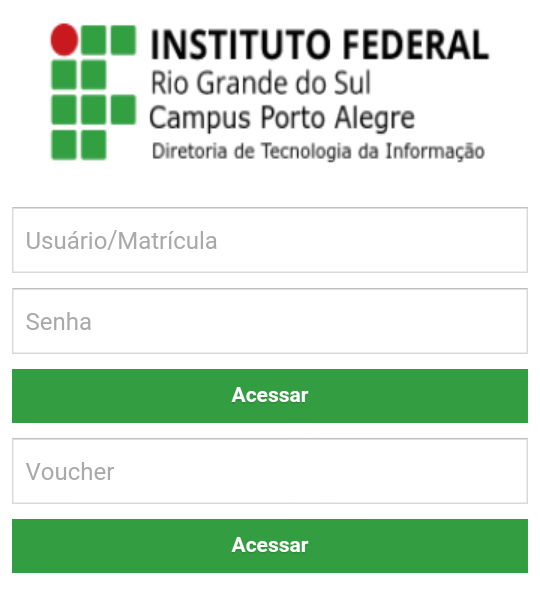 INSTITUTO FEDERAL
Rio Grande do Sul
Campus Porto Alegre
Diretoria de Tecnologia da Informação
Usuário/Matrícula
Senha
Acessar
Voucher
Acessar